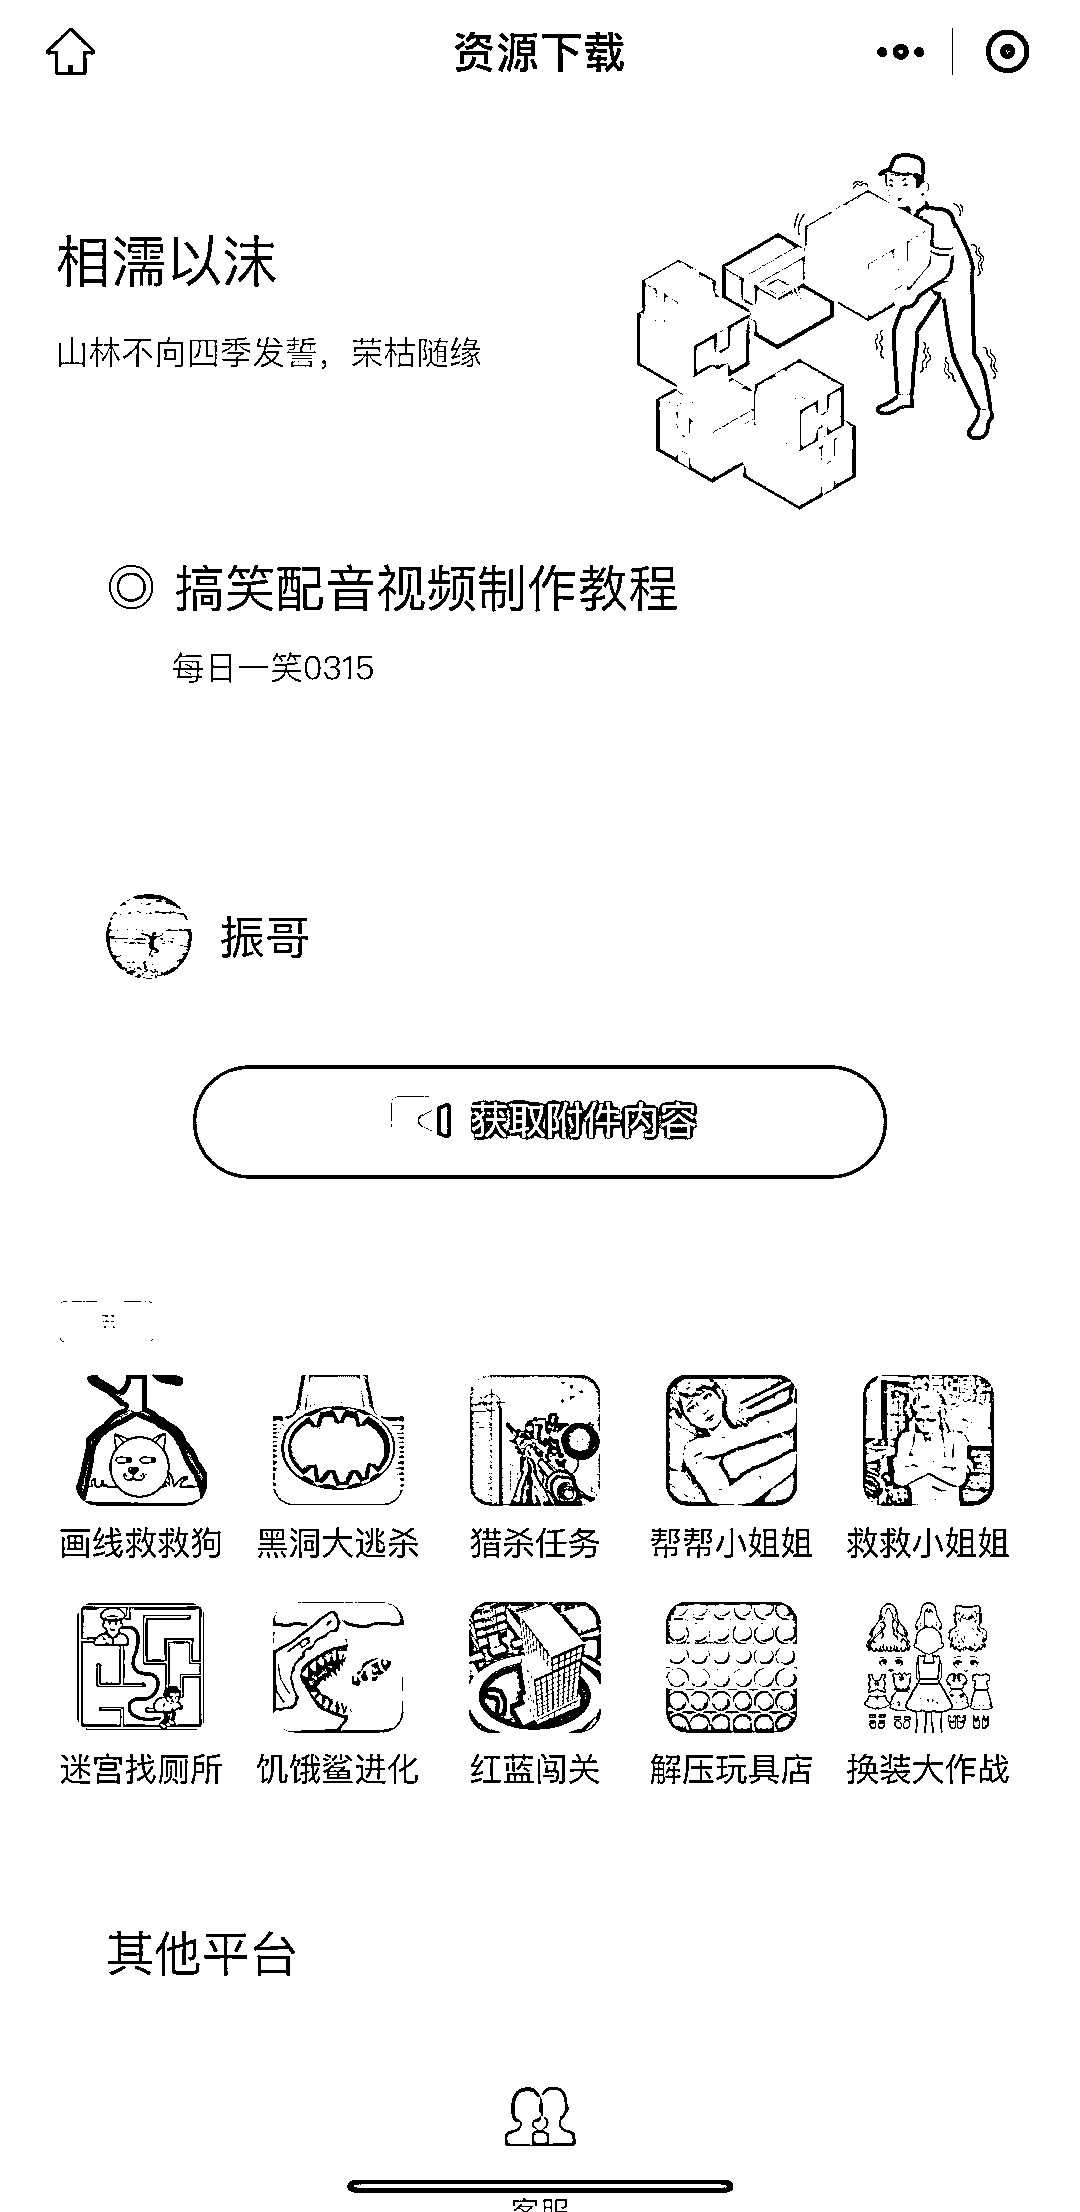 资源下载
相濡以沫
山林不向四季发誓，荣枯随缘
◎ 搞笑配音视频制作教程
每日一笑0315
振哥
获取附件内容
画线救救狗 黑洞大逃杀 猎杀任务 帮帮小姐姐 救救小姐姐
迷宫找厕所 饥饿鲨进化 红蓝闯关 解压玩具店 换装大作战
其他平台
客服